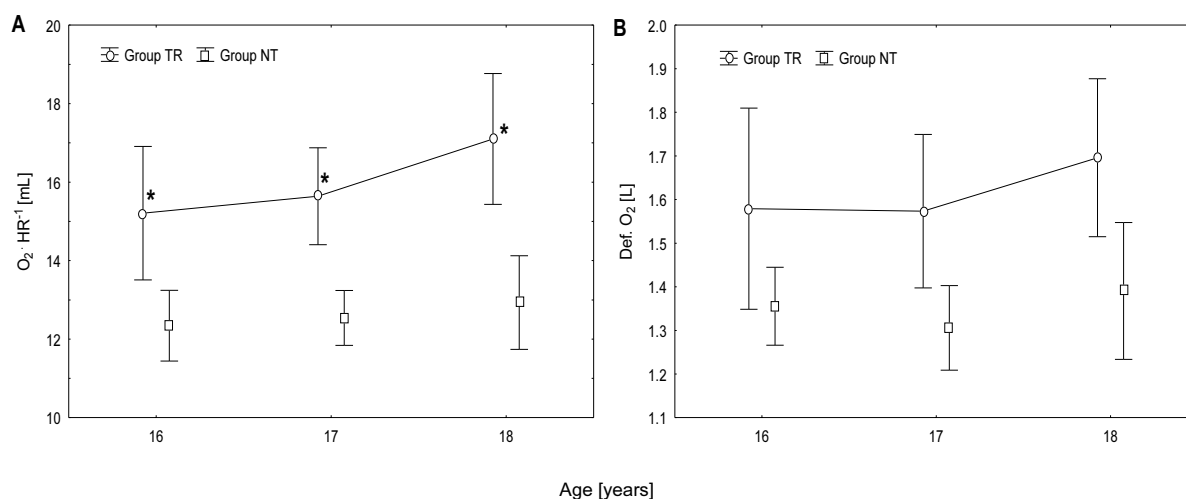 A
Group TR Group NT
O₂ · HR⁻¹ [mL]
20
18
16
14
12
10
*
*
*
16 17 18
B
Group TR Group NT
Def. O₂ [L]
2.0
1.9
1.8
1.7
1.6
1.5
1.4
1.3
1.2
1.1
16 17 18
Age [years]